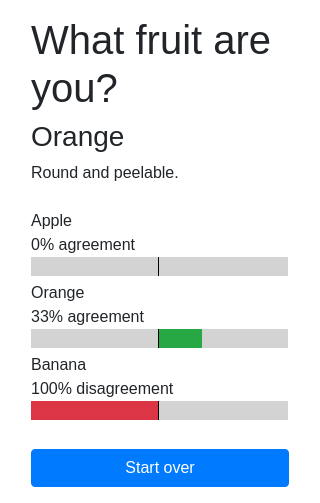 What fruit are
you?
Orange
Round and peelable.
Apple
0% agreement
Orange
33% agreement
Banana
100% disagreement
Start over